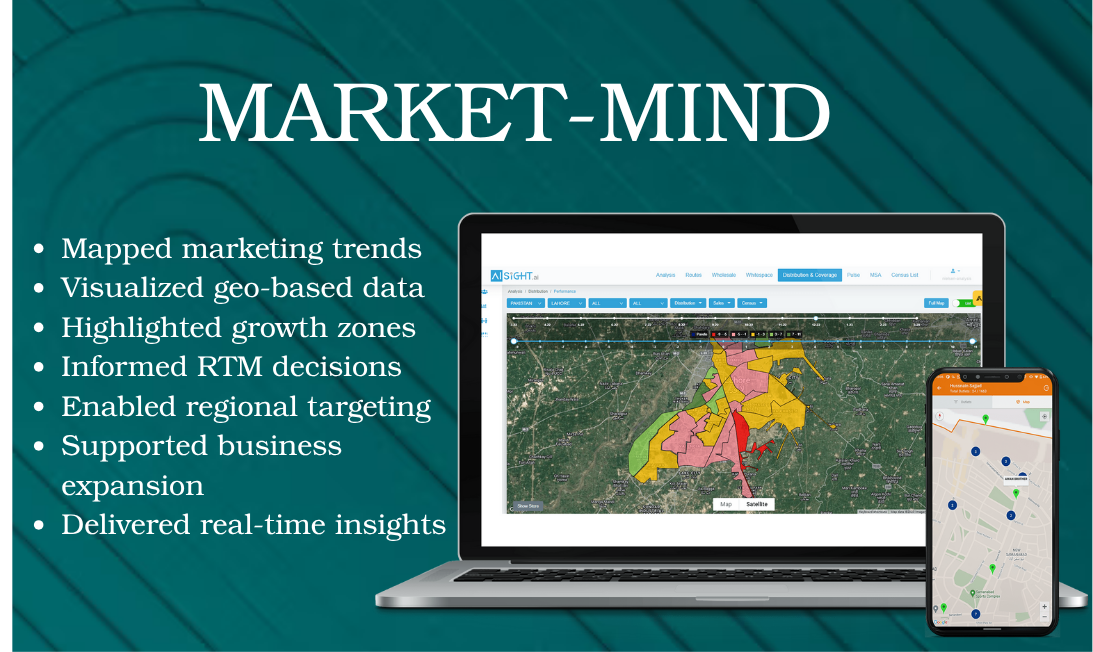 MARKET-MIND
• Mapped marketing trends
• Visualized geo-based data
• Highlighted growth zones
• Informed RTM decisions
• Enabled regional targeting
• Supported business
expansion
• Delivered real-time insights
AISIGHT.ai
Analysis Routes Wholesale Whitespace Distribution & Coverage Pulse MSA Census List
Analysis / Distribution / Performance
PAKISTAN LAHORE ALL ALL Distribution Sales Census Full Map
Show Store
Map Satellite
Map